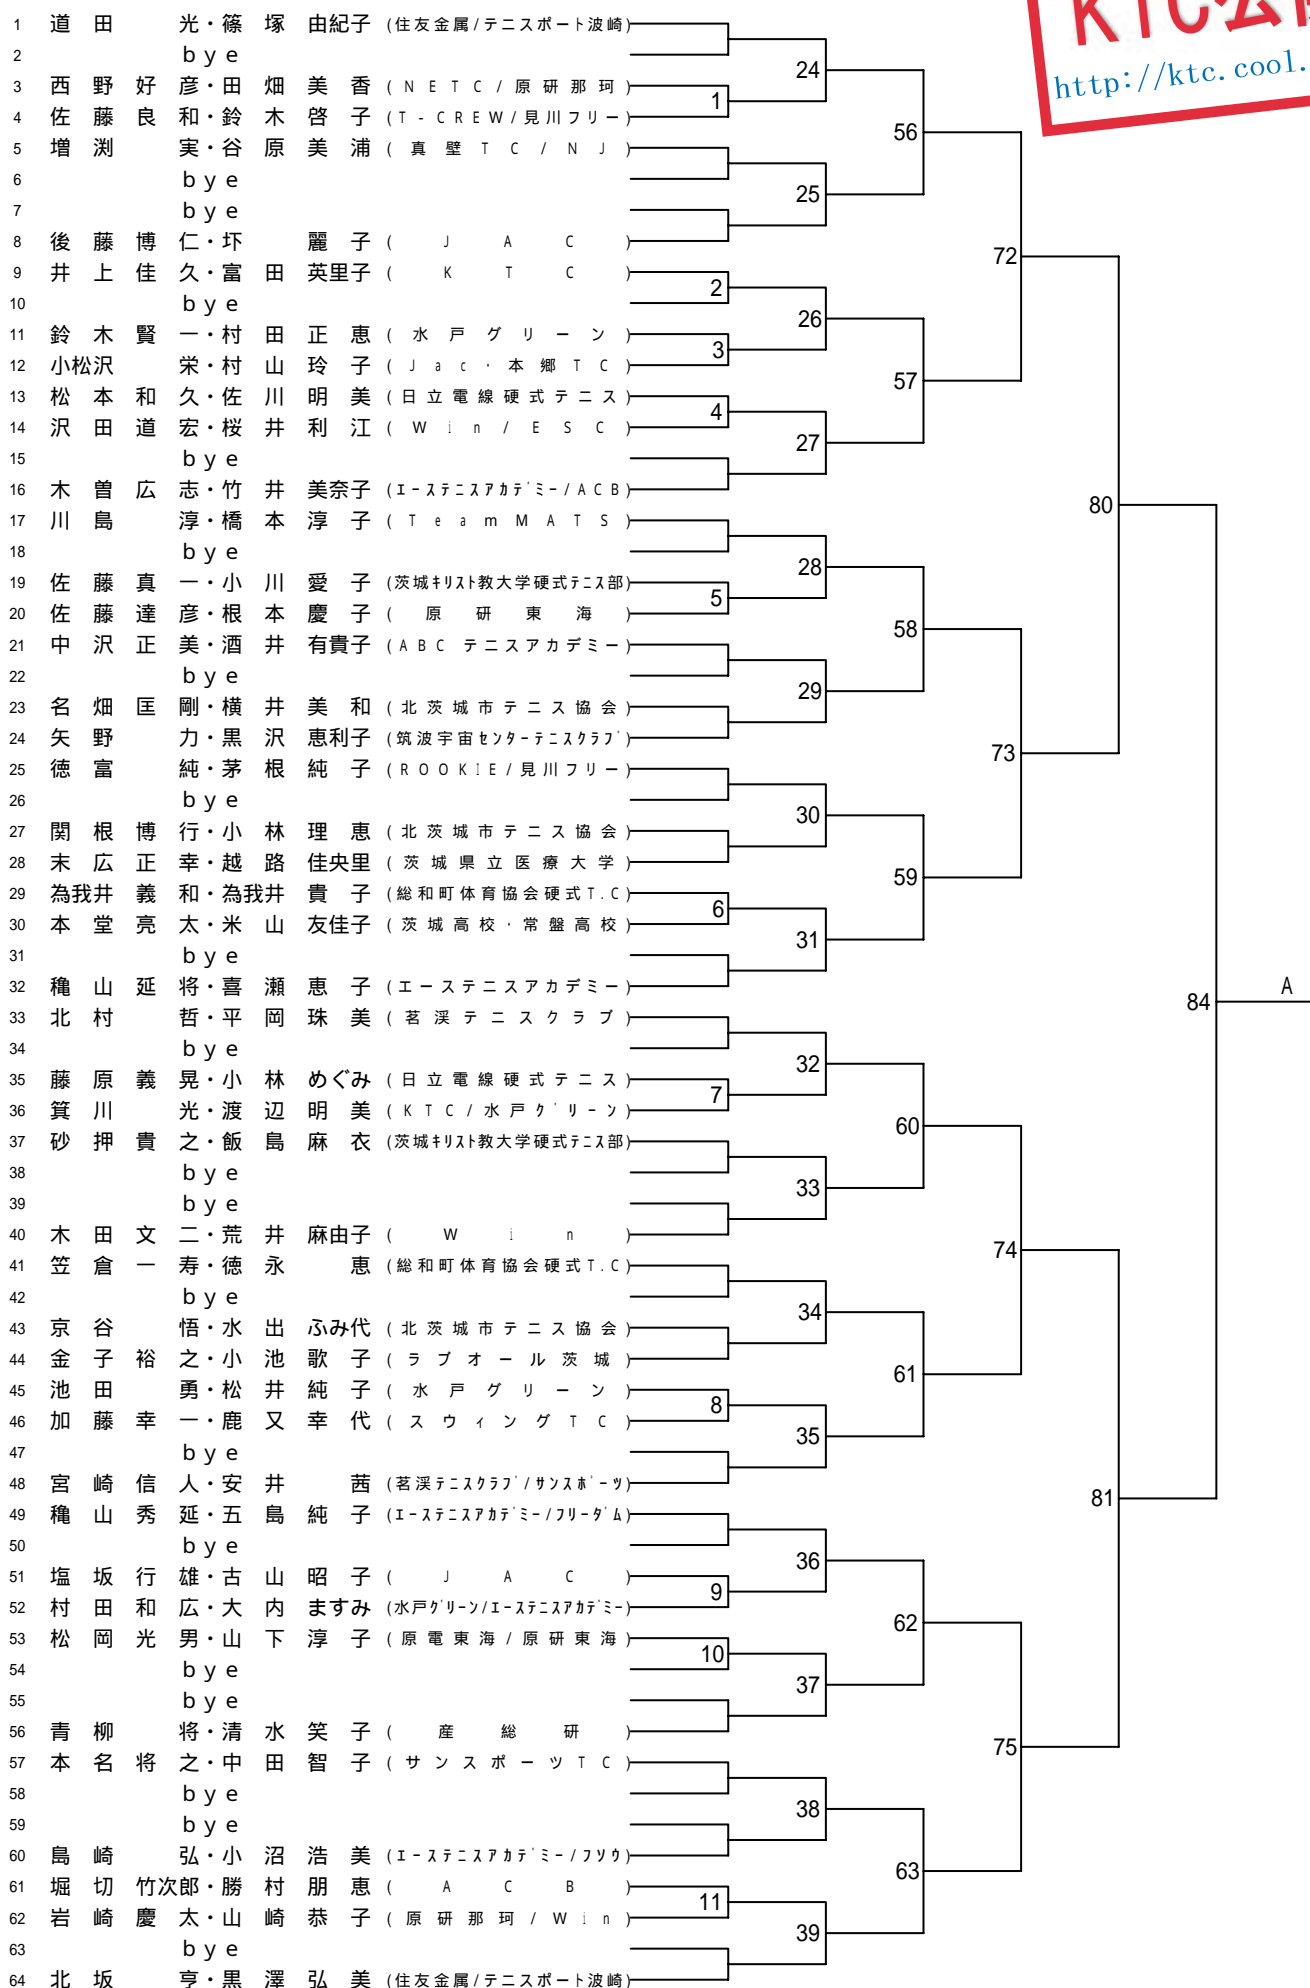 KTC公
http://ktc.cool.
1 道田 光・篠塚 由紀子 (住友金属/テニスポート波崎)
2 bye
3 西野好彦・田畑美香 (NETC/原研那珂)
4 佐藤良和・鈴木啓子 (T-CREW/見川フリー)
5 増渕 実・谷原美浦 (真壁TC/NJ)
6 bye
7 bye
8 後藤博仁・圷 麗子 (JAC)
9 井上佳久・富田 英里子 (KTC)
10 bye
11 鈴木賢一・村田正恵 (水戸グリーン)
12 小松沢 栄・村山玲子 (Jac・本郷TC)
13 松本和久・佐川明美 (日立電線硬式テニス)
14 沢田道宏・桜井利江 (Win/ESC)
15 bye
16 木曽広志・竹井 美奈子 (エーステニスアカデミー/ACB)
17 川島 淳・橋本淳子 (TeamMATS)
18 bye
19 佐藤真一・小川愛子 (茨城キリスト教大学硬式テニス部)
20 佐藤達彦・根本慶子 (原研東海)
21 中沢正美・酒井 有貴子 (ABC テニスアカデミー)
22 bye
23 名畑匡剛・横井美和 (北茨城市テニス協会)
24 矢野 力・黒沢 恵利子 (筑波宇宙センターテニスクラブ)
25 徳富 純・茅根純子 (ROOKIE/見川フリー)
26 bye
27 関根博行・小林理恵 (北茨城市テニス協会)
28 末広正幸・越路 佳央里 (茨城県立医療大学)
29 為我井 義和・為我井 貴子 (総和町体育協会硬式T.C)
30 本堂亮太・米山 友佳子 (茨城高校・常盤高校)
31 bye
32 穐山延将・喜瀬恵子 (エーステニスアカデミー)
33 北村 哲・平岡珠美 (茗渓テニスクラブ)
34 bye
35 藤原義晃・小林 めぐみ (日立電線硬式テニス)
36 箕川 光・渡辺明美 (KTC/水戸グリーン)
37 砂押貴之・飯島麻衣 (茨城キリスト教大学硬式テニス部)
38 bye
39 bye
40 木田文二・荒井 麻由子 (Win)
41 笠倉一寿・徳永 恵 (総和町体育協会硬式T.C)
42 bye
43 京谷 悟・水出 ふみ代 (北茨城市テニス協会)
44 金子裕之・小池歌子 (ラブオール茨城)
45 池田 勇・松井純子 (水戸グリーン)
46 加藤幸一・鹿又幸代 (スウィングTC)
47 bye
48 宮崎信人・安井 茜 (茗渓テニスクラブ/サンスポーツ)
49 穐山秀延・五島純子 (エーステニスアカデミー/フリーダム)
50 bye
51 塩坂行雄・古山昭子 (JAC)
52 村田和広・大内 ますみ (水戸グリーン/エーステニスアカデミー)
53 松岡光男・山下淳子 (原電東海/原研東海)
54 bye
55 bye
56 青柳 将・清水笑子 (産総研)
57 本名将之・中田智子 (サンスポーツTC)
58 bye
59 bye
60 島崎 弘・小沼浩美 (エーステニスアカデミー/フソウ)
61 堀切 竹次郎・勝村朋恵 (ACB)
62 岩崎慶太・山崎恭子 (原研那珂/Win)
63 bye
64 北坂 亨・黒澤弘美 (住友金属/テニスポート波崎)
1
2
3
4
5
6
7
8
9
10
11
24
25
26
27
28
29
30
31
32
33
34
35
36
37
38
39
56
57
58
59
60
61
62
63
72
73
74
75
80
81
84
A